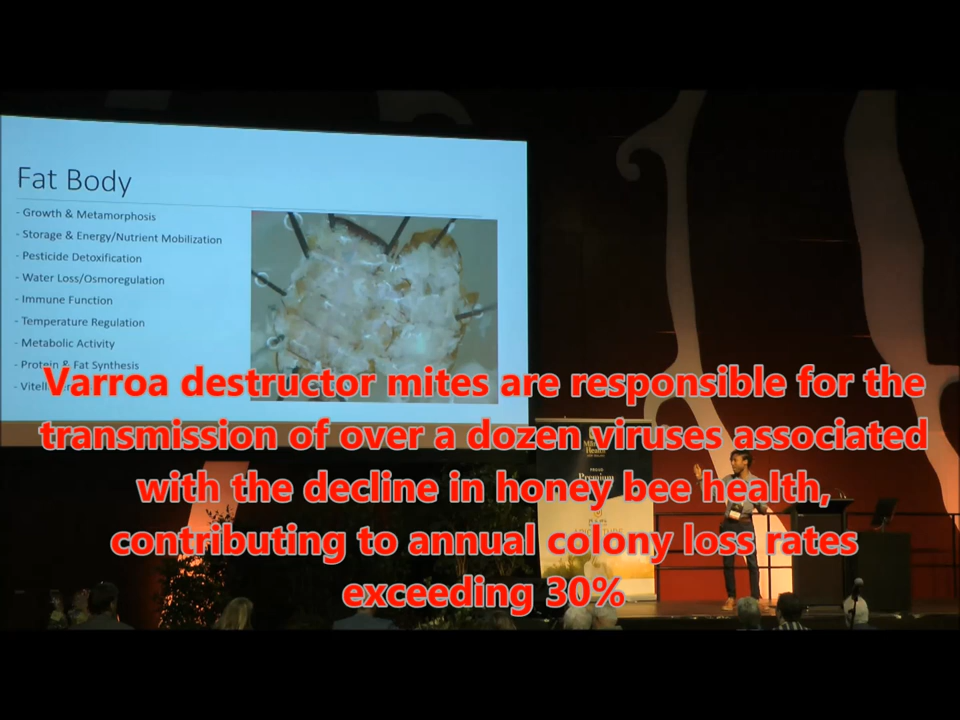 Fat Body
- Growth & Metamorphosis
- Storage & Energy/Nutrient Mobilization
- Pesticide Detoxification
- Water Loss/Osmoregulation
- Immune Function
- Temperature Regulation
- Metabolic Activity
- Protein & Fat Synthesis
Varroa destructor mites are responsible for the
transmission of over a dozen viruses associated
with the decline in honey bee health,
contributing to annual colony loss rates
exceeding 30%
Health
Premium